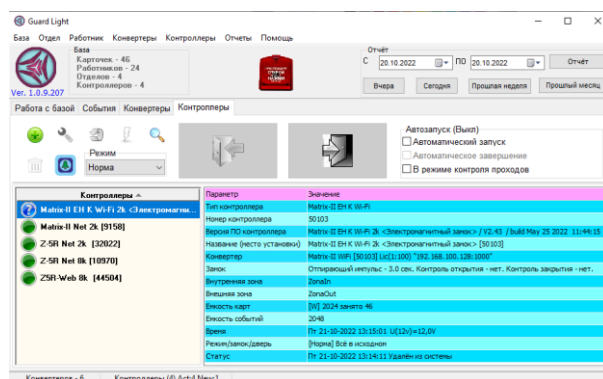 Guard Light
База Отдел Работник Конвертеры Контроллеры Отчеты Помощь
База
Карточек - 46
Работников - 24
Отделов - 4
Контроллеров - 4
Ver. 1.0.9.207
Отчёт
С 20.10.2022 ПО 20.10.2022 Отчёт
Вчера Сегодня Прошлая неделя Прошлый месяц
Работа с базой События Конвертеры Контроллеры
Режим
Норма
Автозапуск (Выкл)
Автоматический запуск
Автоматическое завершение
В режиме контроля проходов
Контроллеры
Matrix-II EH K Wi-Fi 2k <Электромагни...
Matrix-II Net 2k [9158]
Z-5R Net 2k [32022]
Z-5R Net 8k [10970]
Z5R-Web 8k [44504]
Параметр Значение
Тип контроллера Matrix-II EH K Wi-Fi
Номер контроллера 50103
Версия ПО контроллера Matrix-II EH K Wi-Fi 2k <Электромагнитный замок> / V2.43 / build May 25 2022 11:44:15
Название (место установки) Matrix-II EH K Wi-Fi 2k <Электромагнитный замок> [50103]
Конвертер Matrix-II WiFi [50103] Lic(1:100) "192.168.100.128:1000"
Замок Отпирающий импульс - 3.0 сек. Контроль открытия - нет. Контроль закрытия - нет.
Внутренняя зона ZonaIn
Внешняя зона ZonaOut
Емкость карт [W] 2024 занято 46
Емкость событий 2048
Время Пт 21-10-2022 13:15:01 U(12v)=12,0V
Режим/замок/дверь [Норма] Всё в исходном
Статус Пт 21-10-2022 13:14:11 Удалён из системы
Конвертеров - 6 Контроллеры (4) Act:4 New:1